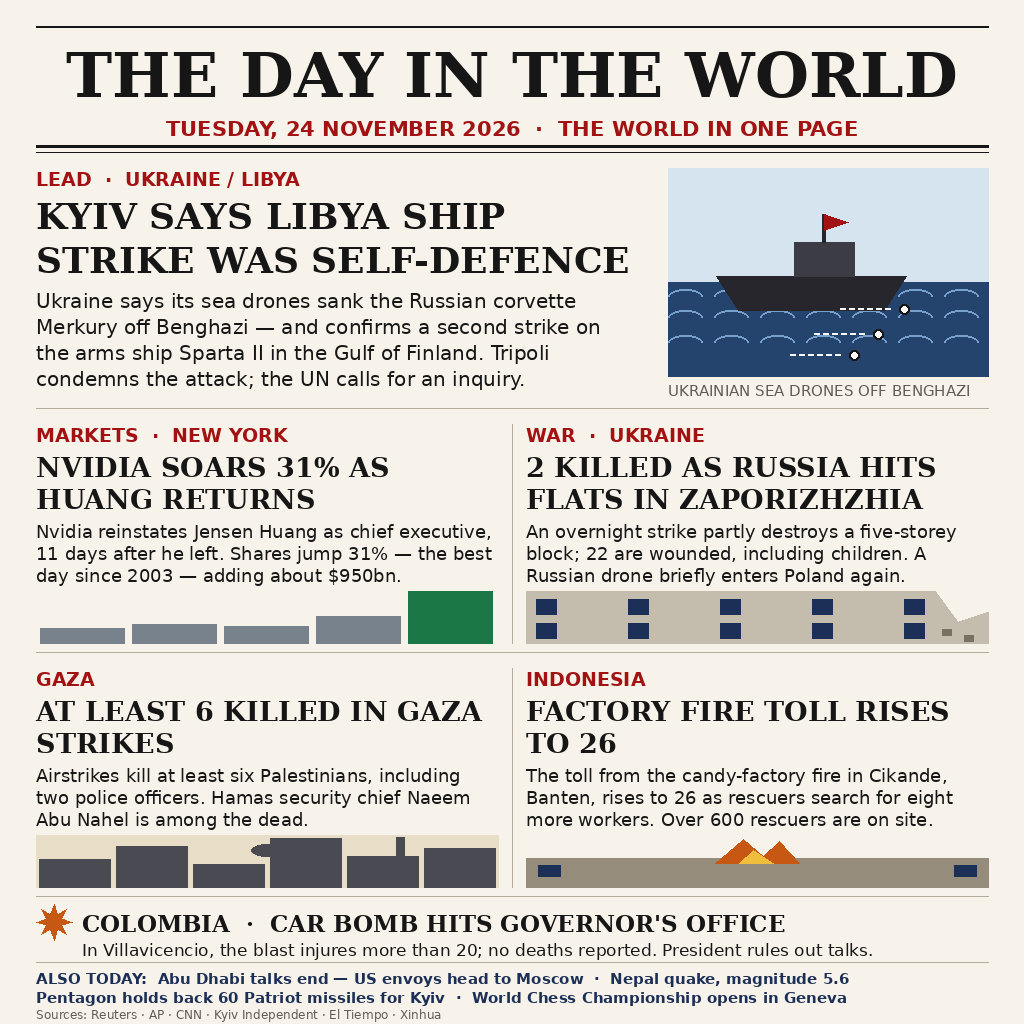 THE DAY IN THE WORLD
TUESDAY, 24 NOVEMBER 2026 · THE WORLD IN ONE PAGE
LEAD · UKRAINE / LIBYA
KYIV SAYS LIBYA SHIP
STRIKE WAS SELF-DEFENCE
Ukraine says its sea drones sank the Russian corvette
Merkury off Benghazi — and confirms a second strike on
the arms ship Sparta II in the Gulf of Finland. Tripoli
condemns the attack; the UN calls for an inquiry.
UKRAINIAN SEA DRONES OFF BENGHAZI
MARKETS · NEW YORK
NVIDIA SOARS 31% AS
HUANG RETURNS
Nvidia reinstates Jensen Huang as chief executive,
11 days after he left. Shares jump 31% — the best
day since 2003 — adding about $950bn.
WAR · UKRAINE
2 KILLED AS RUSSIA HITS
FLATS IN ZAPORIZHZHIA
An overnight strike partly destroys a five-storey
block; 22 are wounded, including children. A
Russian drone briefly enters Poland again.
GAZA
AT LEAST 6 KILLED IN GAZA
STRIKES
Airstrikes kill at least six Palestinians, including
two police officers. Hamas security chief Naeem
Abu Nahel is among the dead.
INDONESIA
FACTORY FIRE TOLL RISES
TO 26
The toll from the candy-factory fire in Cikande,
Banten, rises to 26 as rescuers search for eight
more workers. Over 600 rescuers are on site.
COLOMBIA · CAR BOMB HITS GOVERNOR'S OFFICE
In Villavicencio, the blast injures more than 20; no deaths reported. President rules out talks.
ALSO TODAY: Abu Dhabi talks end — US envoys head to Moscow · Nepal quake, magnitude 5.6
Pentagon holds back 60 Patriot missiles for Kyiv · World Chess Championship opens in Geneva
Sources: Reuters · AP · CNN · Kyiv Independent · El Tiempo · Xinhua